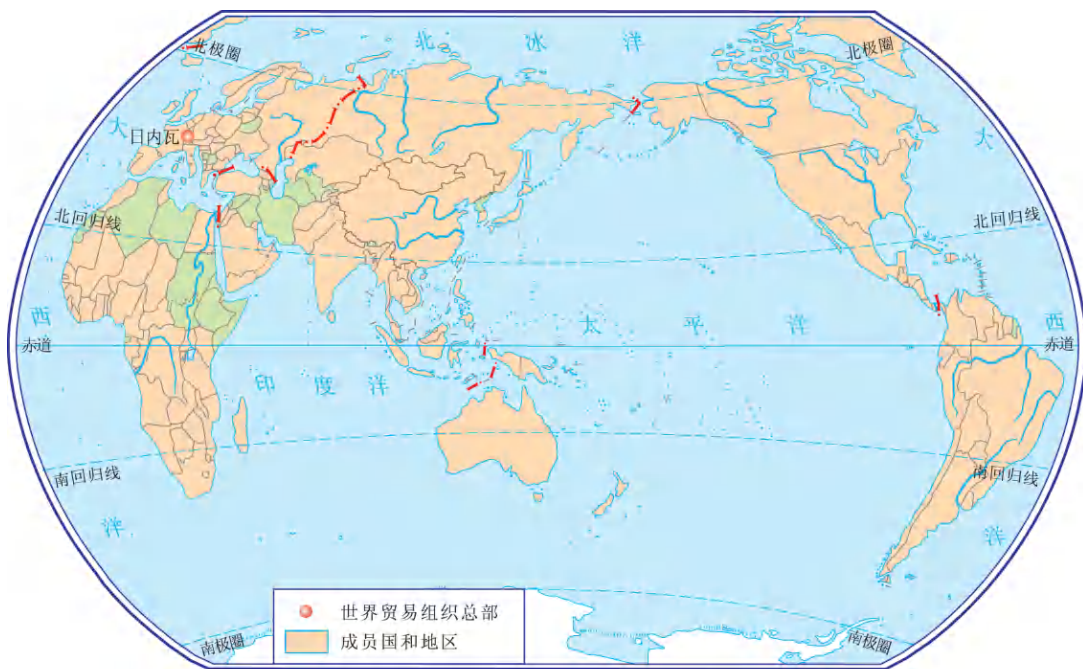 北冰洋
北极圈
北极圈
大
日内瓦
大
北回归线
北回归线
西
太平洋
西
赤道
赤道
印度洋
南回归线
南回归线
洋
洋
世界贸易组织总部
成员国和地区
南极圈
南极圈